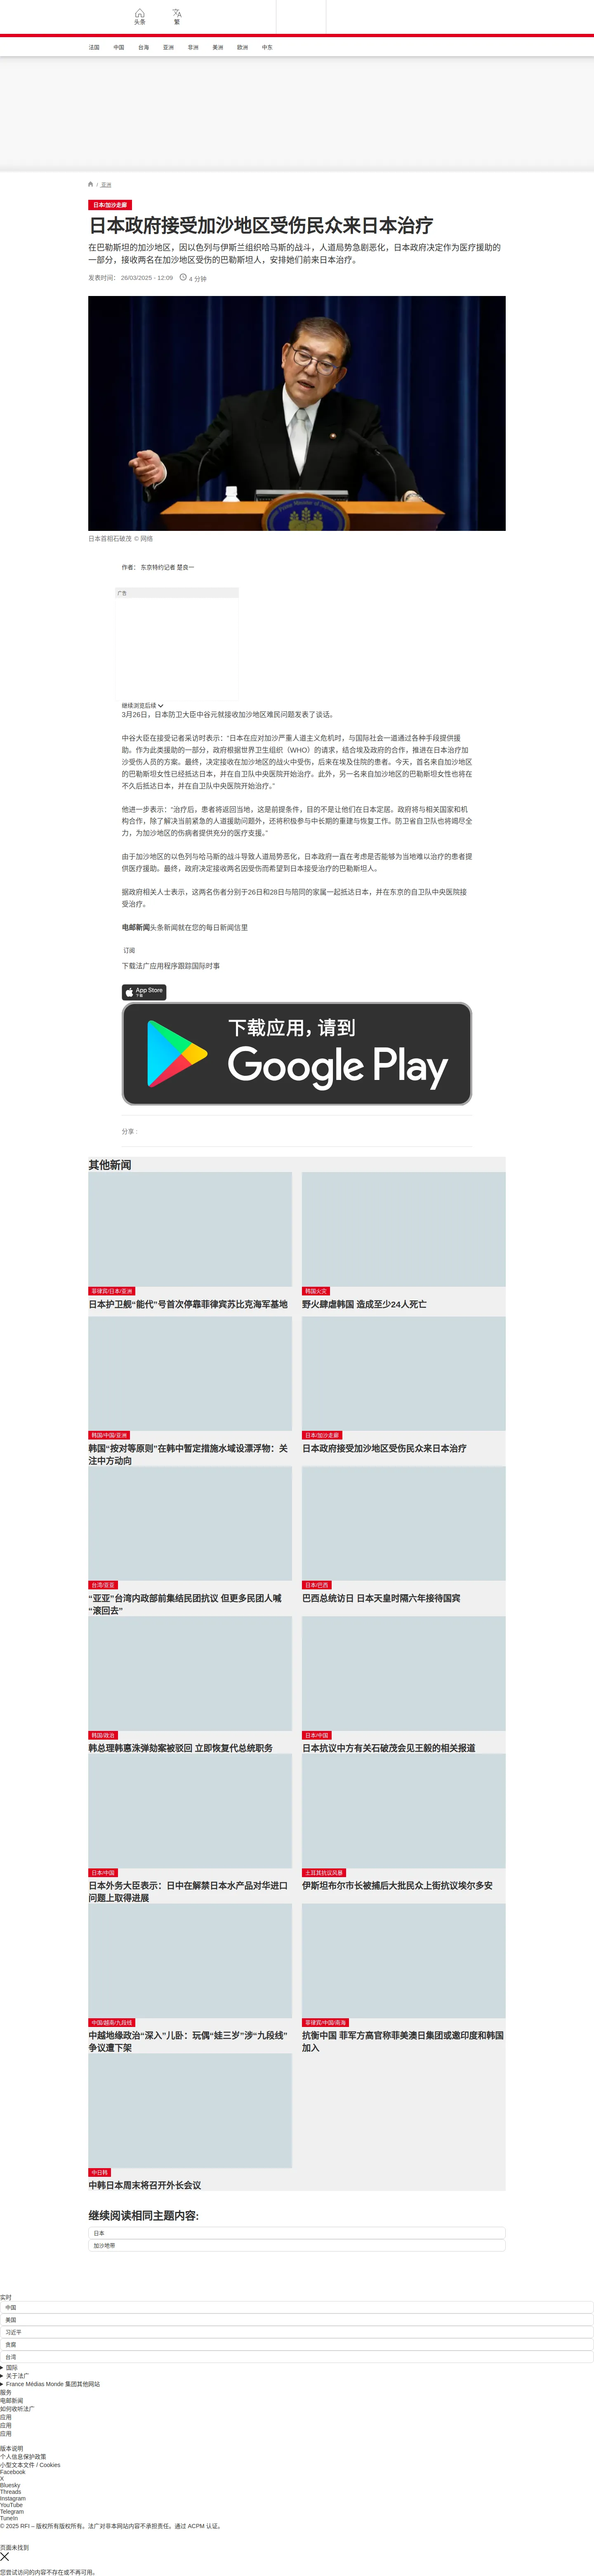 头条
繁
法国 中国 台海 亚洲 非洲 美洲 欧洲 中东
/ 亚洲
日本/加沙走廊
日本政府接受加沙地区受伤民众来日本治疗
在巴勒斯坦的加沙地区，因以色列与伊斯兰组织哈马斯的战斗，人道局势急剧恶化，日本政府决定作为医疗援助的
一部分，接收两名在加沙地区受伤的巴勒斯坦人，安排她们前来日本治疗。
发表时间： 26/03/2025 - 12:09 4 分钟
日本首相石破茂 © 网络
作者： 东京特约记者 楚良一
广告
继续浏览后续
3月26日，日本防卫大臣中谷元就接收加沙地区难民问题发表了谈话。
中谷大臣在接受记者采访时表示："日本在应对加沙严重人道主义危机时，与国际社会一道通过各种手段提供援
助。作为此类援助的一部分，政府根据世界卫生组织（WHO）的请求，结合埃及政府的合作，推进在日本治疗加
沙受伤人员的方案。最终，决定接收在加沙地区的战火中受伤，后来在埃及住院的患者。今天，首名来自加沙地区
的巴勒斯坦女性已经抵达日本，并在自卫队中央医院开始治疗。此外，另一名来自加沙地区的巴勒斯坦女性也将在
不久后抵达日本，并在自卫队中央医院开始治疗。"
他进一步表示："治疗后，患者将返回当地，这是前提条件，目的不是让他们在日本定居。政府将与相关国家和机
构合作，除了解决当前紧急的人道援助问题外，还将积极参与中长期的重建与恢复工作。防卫省自卫队也将竭尽全
力，为加沙地区的伤病者提供充分的医疗支援。"
由于加沙地区的以色列与哈马斯的战斗导致人道局势恶化，日本政府一直在考虑是否能够为当地难以治疗的患者提
供医疗援助。最终，政府决定接收两名因受伤而希望到日本接受治疗的巴勒斯坦人。
据政府相关人士表示，这两名伤者分别于26日和28日与陪同的家属一起抵达日本，并在东京的自卫队中央医院接
受治疗。
电邮新闻头条新闻就在您的每日新闻信里
订阅
下载法广应用程序跟踪国际时事
App Store
下载
下载应用，请到
Google Play
分享 :
其他新闻
菲律宾/日本/亚洲
日本护卫舰"能代"号首次停靠菲律宾苏比克海军基地
韩国火灾
野火肆虐韩国 造成至少24人死亡
韩国/中国/亚洲
韩国"按对等原则"在韩中暂定措施水域设漂浮物：关
注中方动向
日本/加沙走廊
日本政府接受加沙地区受伤民众来日本治疗
台湾/亚亚
"亚亚"台湾内政部前集结民团抗议 但更多民团人喊
"滚回去"
日本/巴西
巴西总统访日 日本天皇时隔六年接待国宾
韩国/政治
韩总理韩悳洙弹劾案被驳回 立即恢复代总统职务
日本/中国
日本抗议中方有关石破茂会见王毅的相关报道
日本/中国
日本外务大臣表示：日中在解禁日本水产品对华进口
问题上取得进展
土耳其抗议风暴
伊斯坦布尔市长被捕后大批民众上街抗议埃尔多安
中国/越南/九段线
中越地缘政治"深入"儿卧：玩偶"娃三岁"涉"九段线"
争议遭下架
菲律宾/中国/南海
抗衡中国 菲军方高官称菲美澳日集团或邀印度和韩国
加入
中日韩
中韩日本周末将召开外长会议
继续阅读相同主题内容:
日本
加沙地带
实时
中国
美国
习近平
贪腐
台湾
国际
关于法广
France Médias Monde 集团其他网站
服务
电邮新闻
如何收听法广
应用
应用
应用
版本说明
个人信息保护政策
小型文本文件 / Cookies
Facebook
X
Bluesky
Threads
Instagram
YouTube
Telegram
TuneIn
© 2025 RFI – 版权所有版权所有。法广对非本网站内容不承担责任。通过 ACPM 认证。
页面未找到
您尝试访问的内容不存在或不再可用。